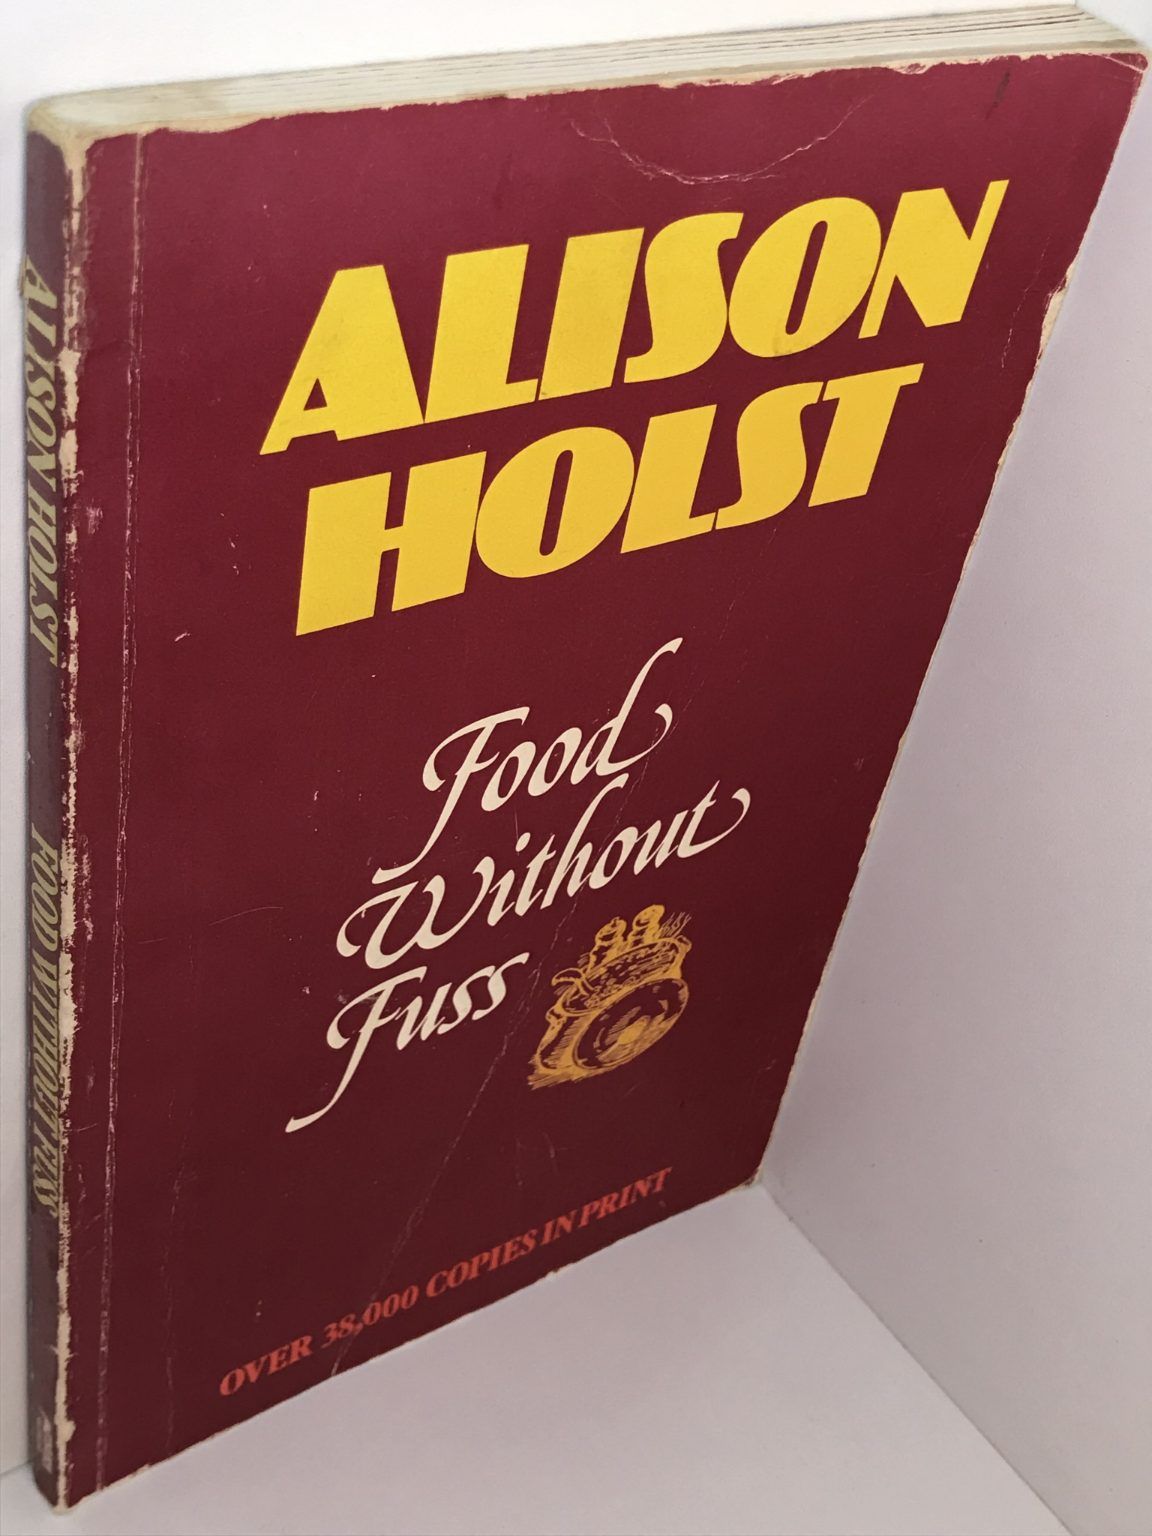 ALISON
HOLST
Food
Without
Fuss
OVER 38,000 COPIES IN PRINT
ALISON HOLST FOOD WITHOUT FUSS